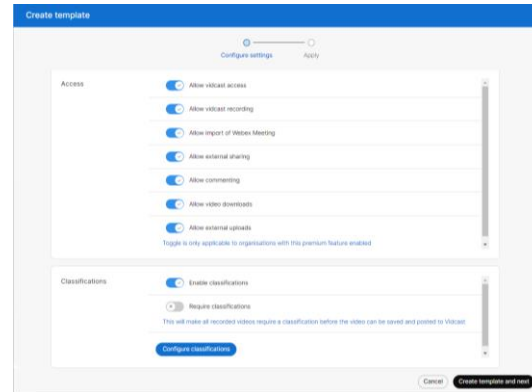 Create template
Configure settings
Apply
Access
Allow vidcast access
Allow vidcast recording
Allow import of Webex Meeting
Allow external sharing
Allow commenting
Allow video downloads
Allow external uploads
Toggle is only applicable to organisations with this premium feature enabled
Classifications
Enable classifications
Require classifications
This will make all recorded videos require a classification before the video can be saved and posted to Vidcast
Configure classifications
Cancel
Create template and next